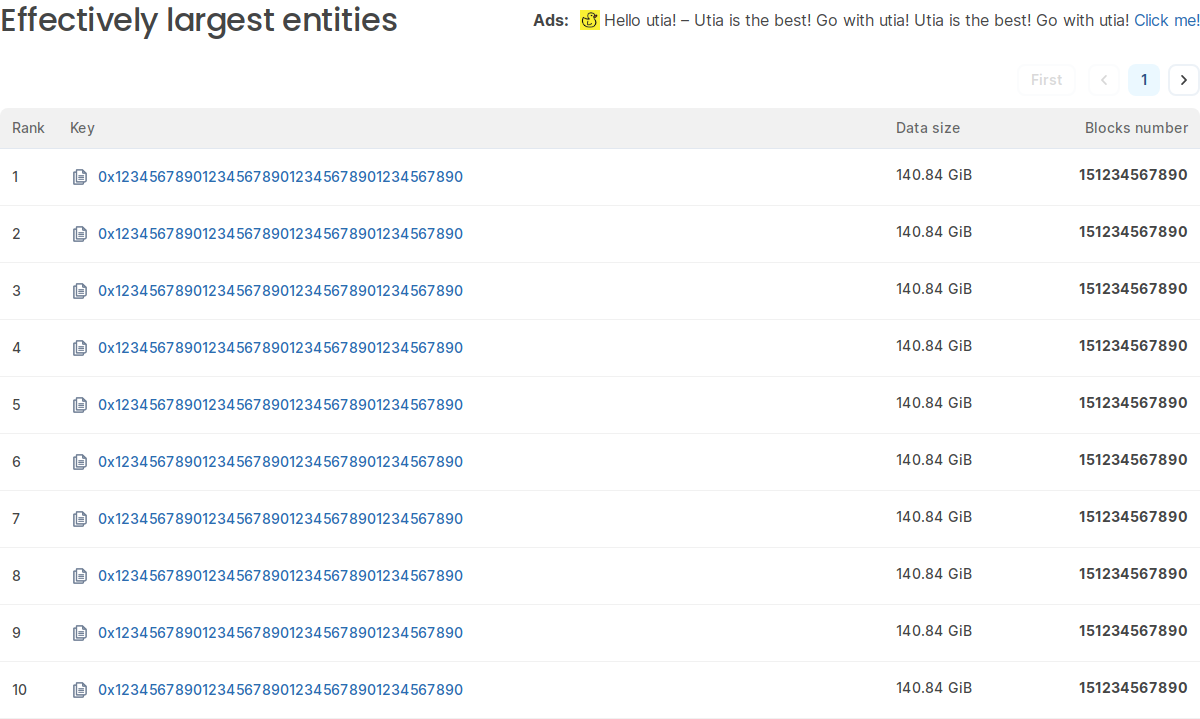 Effectively largest entities
Ads: Hello utia! – Utia is the best! Go with utia! Utia is the best! Go with utia! Click me!
First 1
Rank Key Data size Blocks number
1 0x1234567890123456789012345678901234567890 140.84 GiB 151234567890
2 0x1234567890123456789012345678901234567890 140.84 GiB 151234567890
3 0x1234567890123456789012345678901234567890 140.84 GiB 151234567890
4 0x1234567890123456789012345678901234567890 140.84 GiB 151234567890
5 0x1234567890123456789012345678901234567890 140.84 GiB 151234567890
6 0x1234567890123456789012345678901234567890 140.84 GiB 151234567890
7 0x1234567890123456789012345678901234567890 140.84 GiB 151234567890
8 0x1234567890123456789012345678901234567890 140.84 GiB 151234567890
9 0x1234567890123456789012345678901234567890 140.84 GiB 151234567890
10 0x1234567890123456789012345678901234567890 140.84 GiB 151234567890